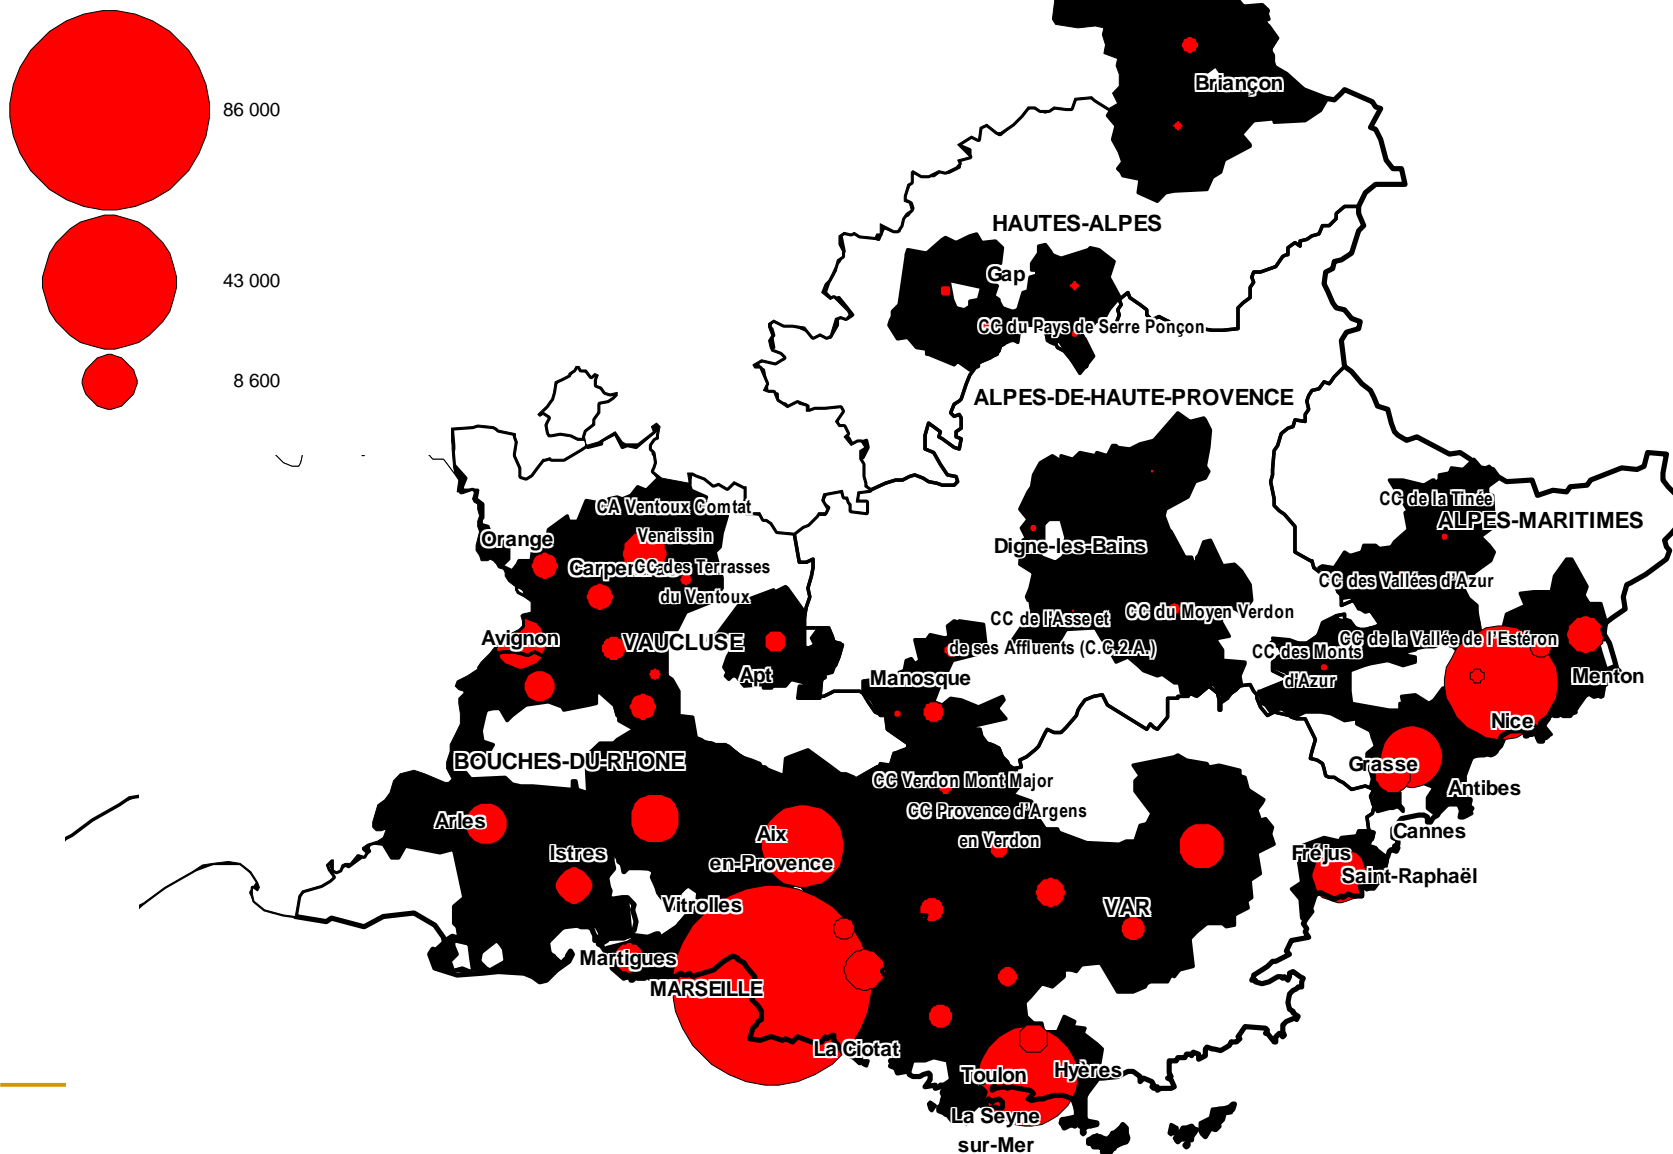 86 000
43 000
8 600
Briançon
HAUTES-ALPES
Gap
CC du Pays de Serre Ponçon
ALPES-DE-HAUTE-PROVENCE
CC de la Tinée
ALPES-MARITIMES
CA Ventoux Comtat
Venaissin
Orange
CC des Terrasses
du Ventoux
Digne-les-Bains
CC des Vallées d'Azur
CC de l'Asse et
de ses Affluents (C.C.2.A.)
CC du Moyen Verdon
CC de la Vallée de l'Estéron
CC des Monts
d'Azur
Avignon
VAUCLUSE
Apt
Manosque
Menton
Nice
BOUCHES-DU-RHONE
CC Verdon Mont Major
CC Provence d'Argens
en Verdon
Grasse
Antibes
Cannes
Arles
Aix
en-Provence
Istres
Fréjus
Saint-Raphaël
Vitrolles
VAR
Martigues
MARSEILLE
La Ciotat
Toulon
Hyères
La Seyne
sur-Mer